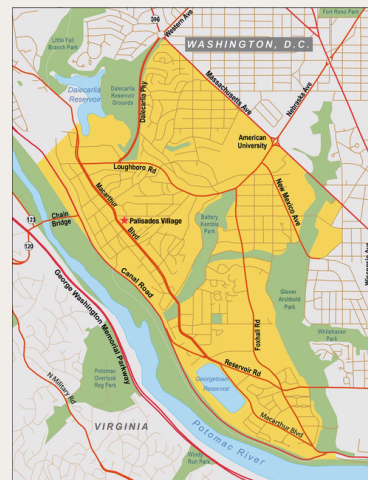 396
Western Ave
Fort Reno Park
Little Fall
Branch Park
WASHINGTON, D.C.
Dalecarlia
Reservoir
Dalecarlia
Reservoir
Grounds
Dalecarlia Pky
Massachusetts Ave
Nebraska Ave
American
University
Loughboro Rd
Macarthur
Blvd
New Mexico Ave
123
Chain
Bridge
Palisades Village
Battery
Kemble
Park
120
Canal Road
George Washington Memorial Parkway
Glover
Archbold
Park
Foxhall Rd
Whitehaven
Park
Reservoir Rd
Potomac
Overlook
Reg Park
Georgetown
Reservoir
N Military Rd
Macarthur Blvd
VIRGINIA
Potomac River
Windy
Run Park